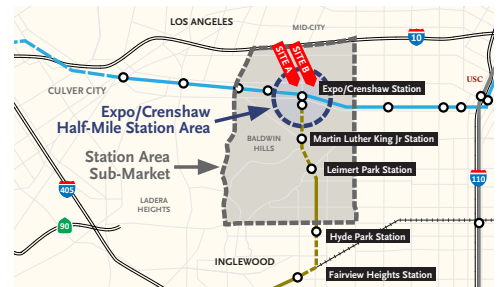 LOS ANGELES
MID-CITY
10
SITE A
SITE B
USC
CULVER CITY
Expo/Crenshaw Station
Expo/Crenshaw
Half-Mile Station Area
BALDWIN
HILLS
Martin Luther King Jr Station
Station Area
Sub-Market
Leimert Park Station
405
110
LADERA
HEIGHTS
90
Hyde Park Station
INGLEWOOD
Fairview Heights Station